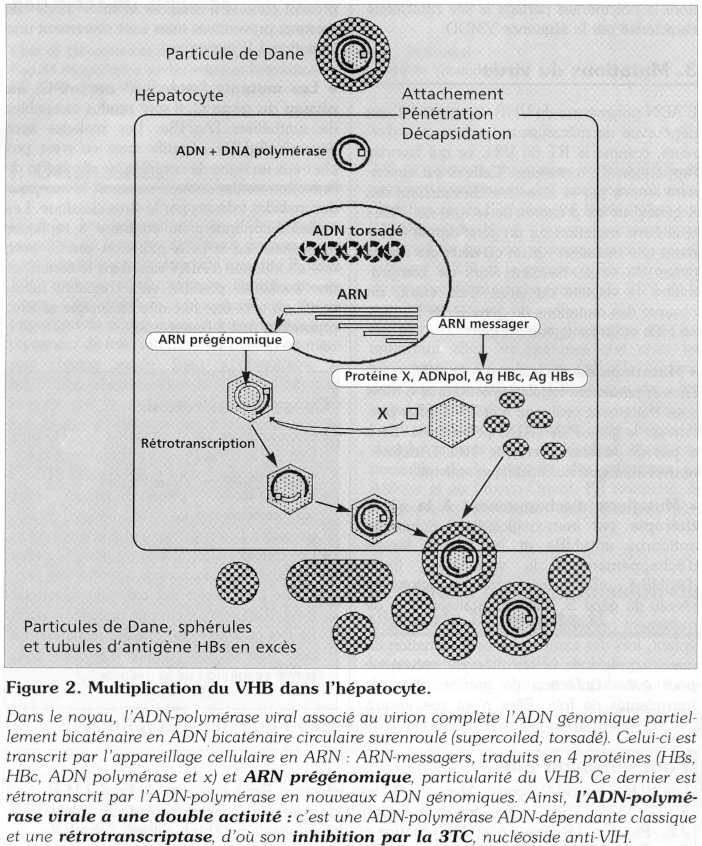 Particule de Dane
Hépatocyte
Attachement
Pénétration
Décapsidation
ADN + DNA polymérase
ADN torsadé
ARN
ARN messager
ARN prégénomique
Protéine X, ADNpol, Ag HBc, Ag HBs
X
Rétrotranscription
Particules de Dane, sphérules
et tubules d'antigène HBs en excès
Figure 2. Multiplication du VHB dans l'hépatocyte.
Dans le noyau, l'ADN-polymérase viral associé au virion complète l'ADN génomique partiel-
lement bicaténaire en ADN bicaténaire circulaire surenroulé (supercoiled, torsadé). Celui-ci est
transcrit par l'appareillage cellulaire en ARN : ARN-messagers, traduits en 4 protéines (HBs,
HBc, ADN polymérase et x) et ARN prégénomique, particularité du VHB. Ce dernier est
rétrotranscrit par l'ADN-polymérase en nouveaux ADN génomiques. Ainsi, l'ADN-polymé-
rase virale a une double activité : c'est une ADN-polymérase ADN-dépendante classique
et une rétrotranscriptase, d'où son inhibition par la 3TC, nucléoside anti-VIH.